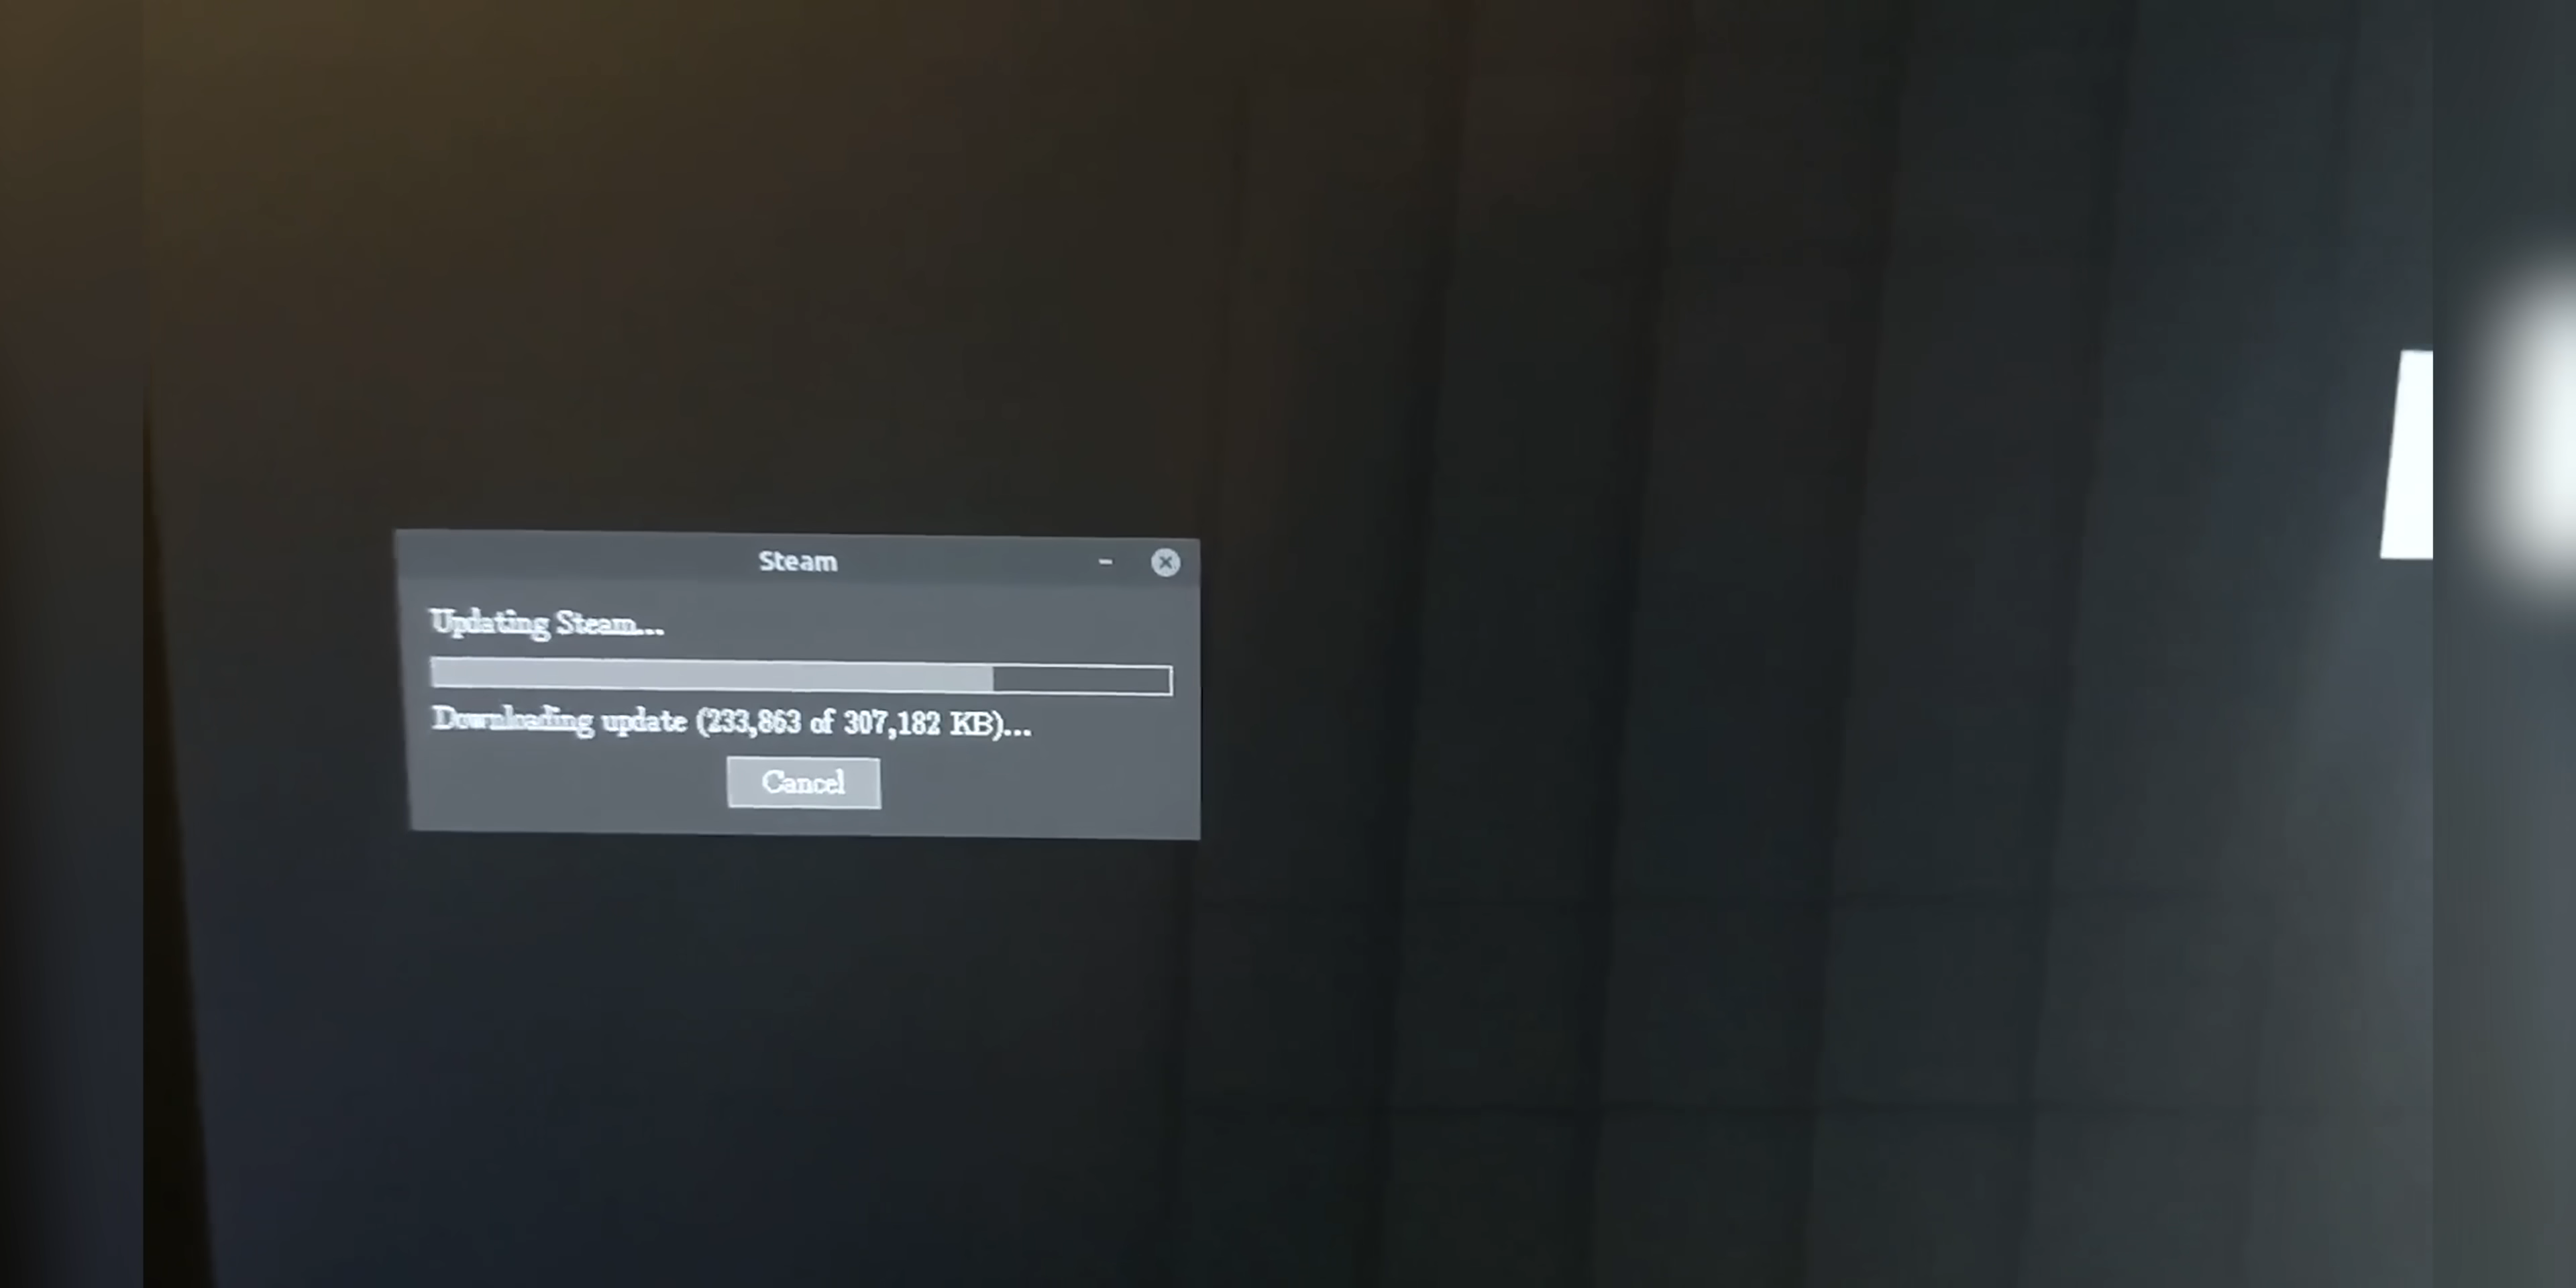 Steam
Updating Steam...
Downloading update (233,863 of 307,182 KB)...
Cancel